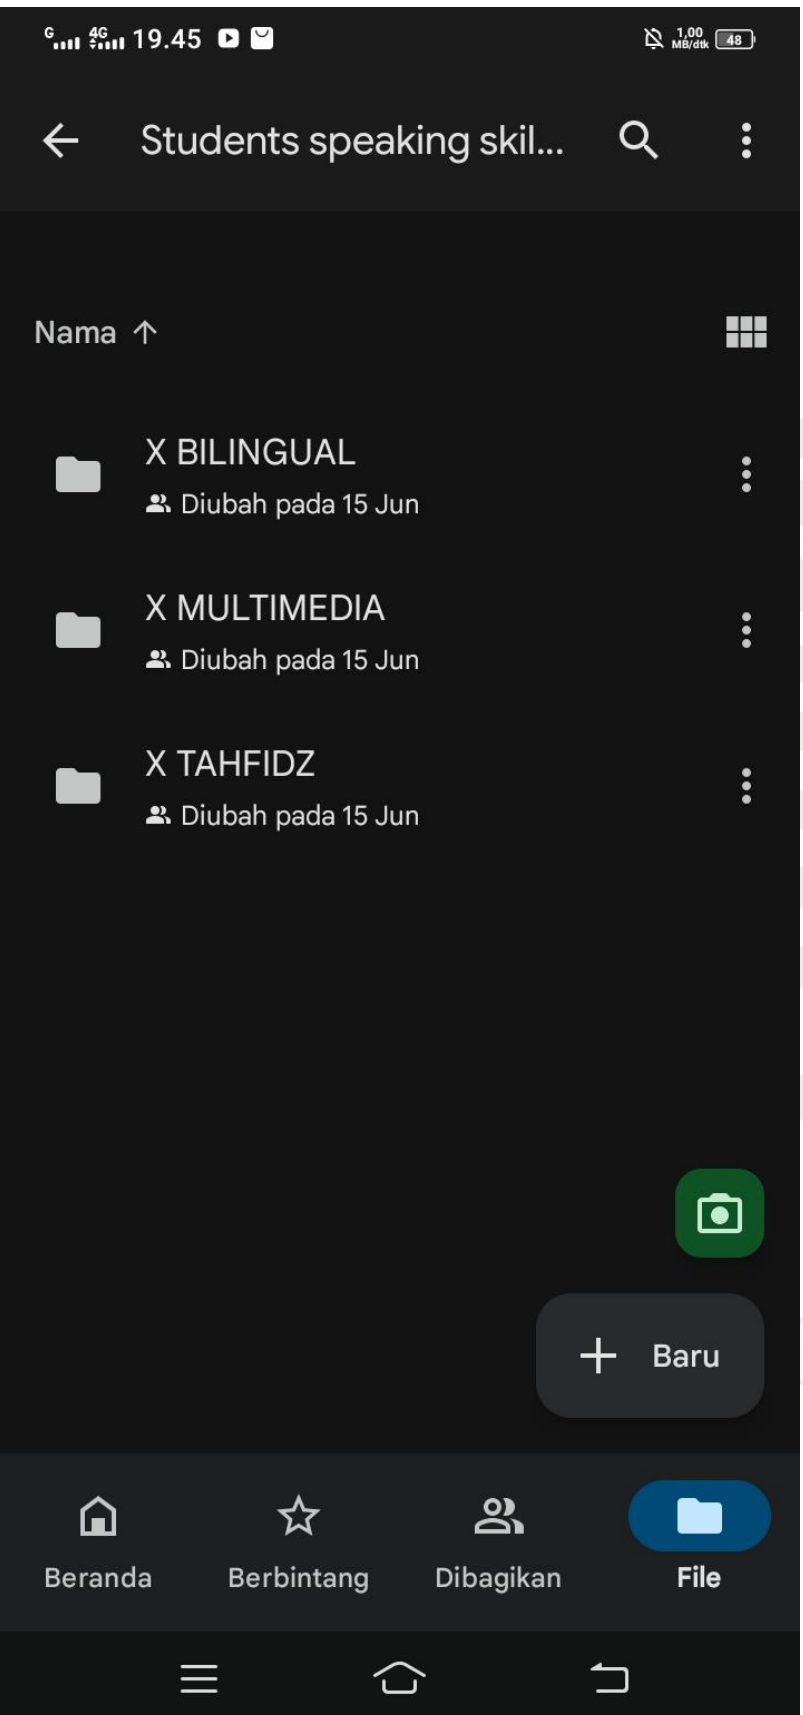 G 4G 19.45 1,00 MB/dtk 48
Students speaking skil...
Nama
X BILINGUAL
Diubah pada 15 Jun
X MULTIMEDIA
Diubah pada 15 Jun
X TAHFIDZ
Diubah pada 15 Jun
Baru
Beranda Berbintang Dibagikan File